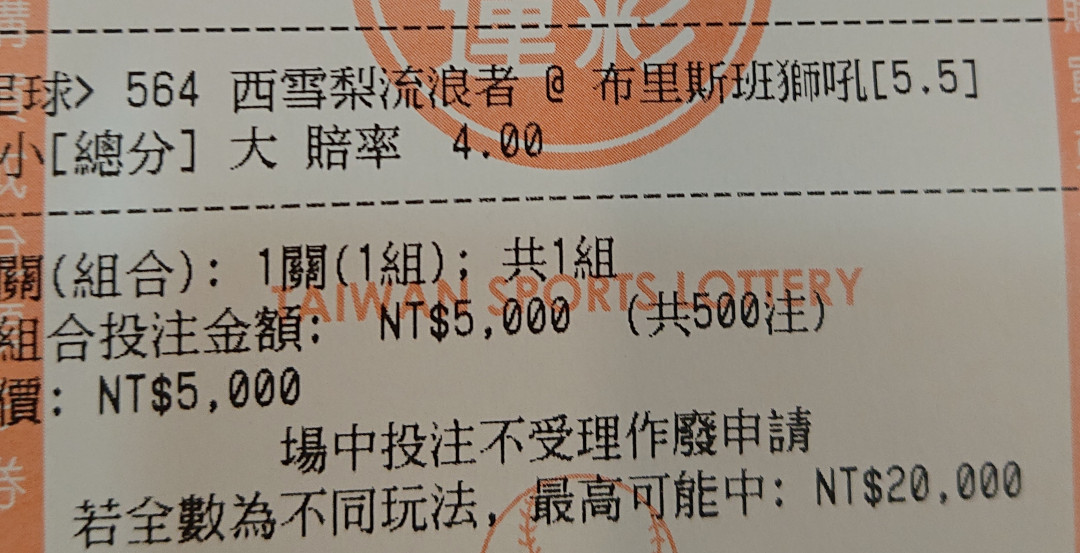 運彩
球> 564 西雪梨流浪者 @ 布里斯班獅吼[5.5]
小[總分] 大 賠率 4.00
關(組合): 1關(1組); 共1組
TAIWAN SPORTS LOTTERY
組合投注金額: NT$5,000 (共500注)
價: NT$5,000
場中投注不受理作廢申請
若全數為不同玩法, 最高可能中: NT$20,000
券